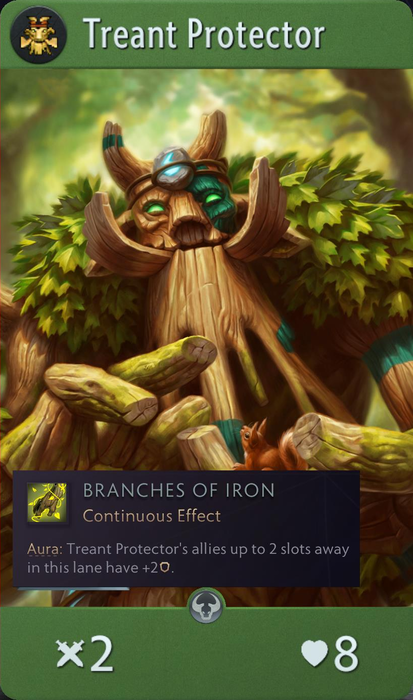 Treant Protector
BRANCHES OF IRON
Continuous Effect
Aura: Treant Protector's allies up to 2 slots away
in this lane have +2.
2 8